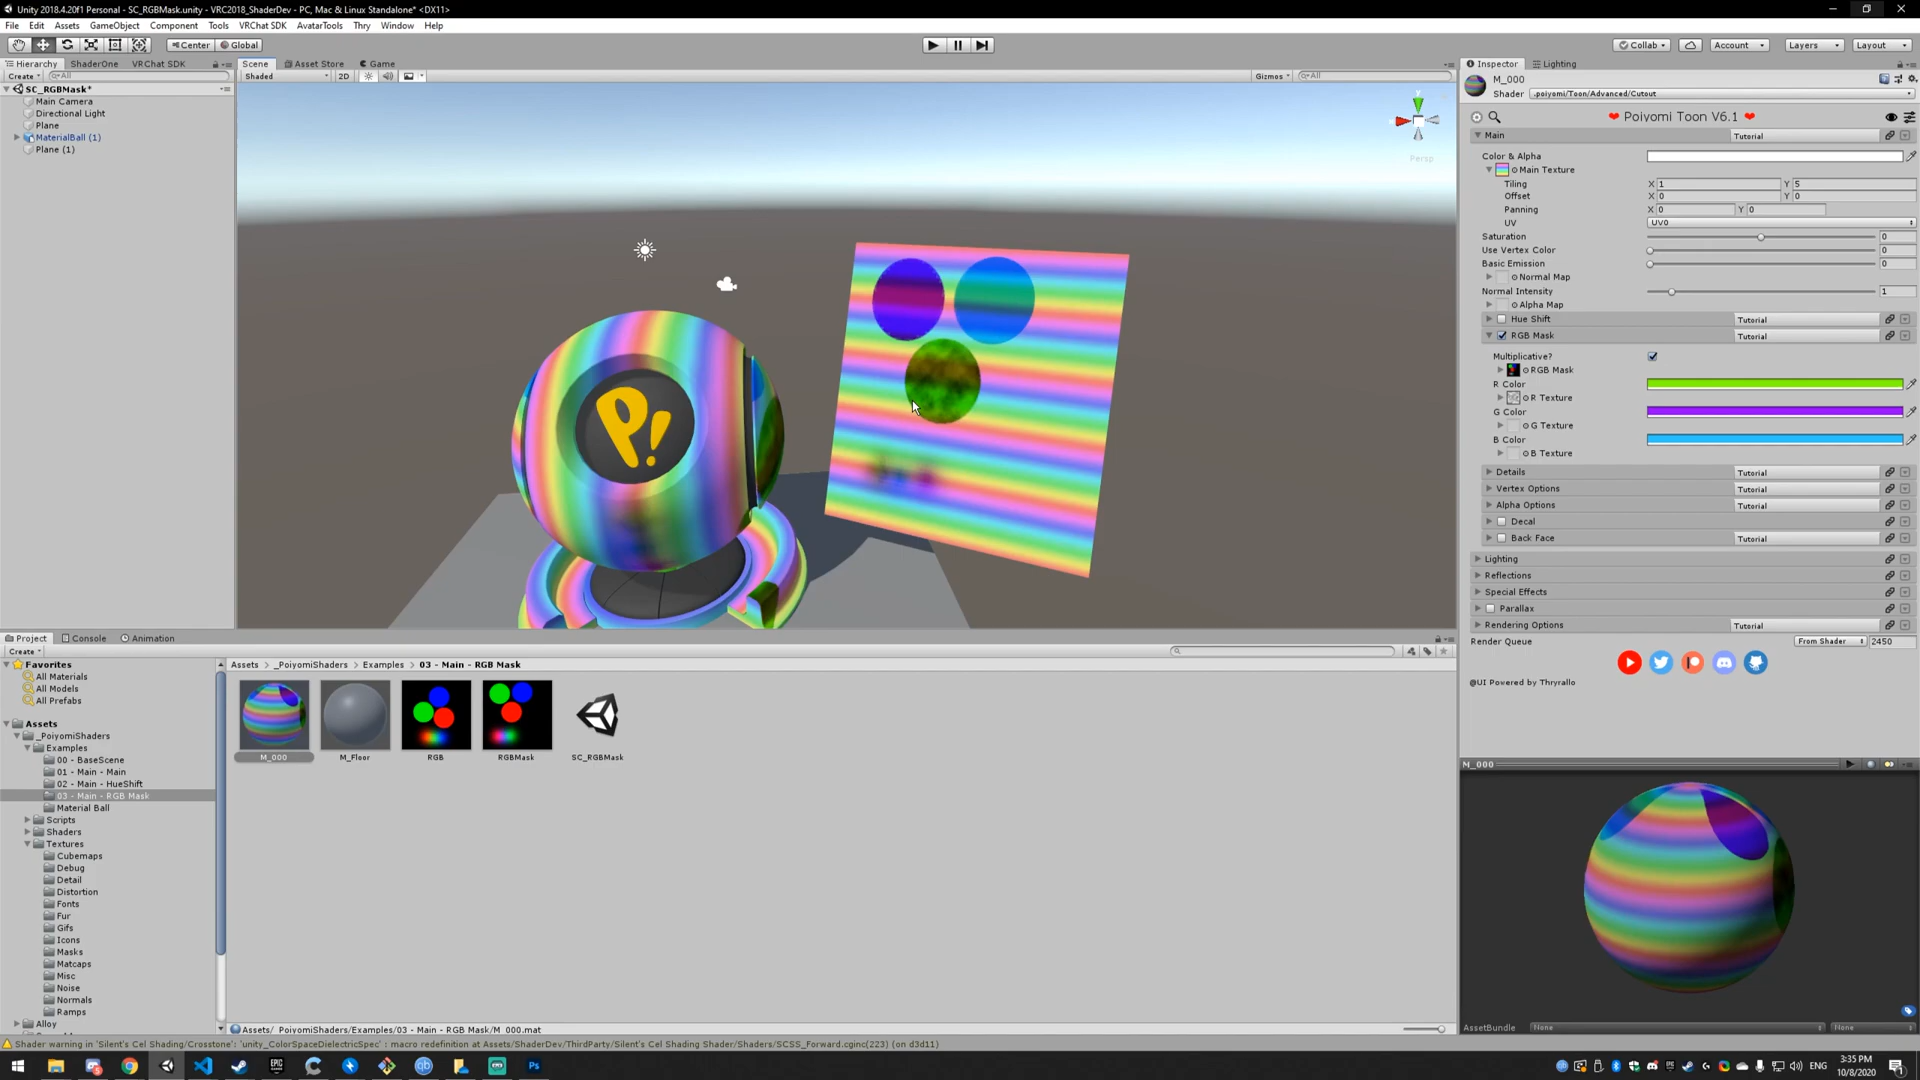 Unity 2018.4.20f1 Personal - SC_RGBMask.unity - VRC2018_ShaderDev - PC, Mac & Linux Standalone* <DX11>
File Edit Assets GameObject Component Tools VRChat SDK AvatarTools Thry Window Help
Center Global Collab Account Layers Layout
Hierarchy ShaderOne VRChat SDK
Create All
SC_RGBMask*
Main Camera
Directional Light
Plane
MaterialBall (1)
Plane (1)
Scene Asset Store Game
Shaded 2D Gizmos All
y
Persp
P!
Inspector Lighting
M_000
Shader .poiyomi/Toon/Advanced/Cutout
❤ Poiyomi Toon V6.1 ❤
Main Tutorial
Color & Alpha
Main Texture
Tiling X 1 Y 5
Offset X 0 Y 0
Panning X 0 Y 0
UV UV0
Saturation 0
Use Vertex Color 0
Basic Emission 0
Normal Map
Normal Intensity 1
Alpha Map
Hue Shift Tutorial
RGB Mask Tutorial
Multiplicative?
RGB Mask
R Color
R Texture
G Color
G Texture
B Color
B Texture
Details Tutorial
Vertex Options Tutorial
Alpha Options Tutorial
Decal Tutorial
Back Face Tutorial
Lighting
Reflections
Special Effects
Parallax
Rendering Options Tutorial
Render Queue From Shader 2450
@UI Powered by Thryrallo
M_000
AssetBundle None None
Project Console Animation
Create
Favorites
All Materials
All Models
All Prefabs
Assets
_PoiyomiShaders
Examples
00 - BaseScene
01 - Main - Main
02 - Main - HueShift
03 - Main - RGB Mask
Material Ball
Scripts
Shaders
Textures
Cubemaps
Debug
Detail
Distortion
Fonts
Fur
Gifs
Icons
Masks
Matcaps
Misc
Noise
Normals
Ramps
Alloy
Assets > _PoiyomiShaders > Examples > 03 - Main - RGB Mask
M_000 M_Floor RGB RGBMask SC_RGBMask
Assets/_PoiyomiShaders/Examples/03 - Main - RGB Mask/M_000.mat
Shader warning in 'Silent's Cel Shading/Crosstone': 'unity_ColorSpaceDielectricSpec' : macro redefinition at Assets/ShaderDev/ThirdParty/Silent's Cel Shading Shader/Shaders/SCSS_Forward.cginc(223) (on d3d11)
EPIC GAMES qb Ps ENG 3:35 PM
10/8/2020